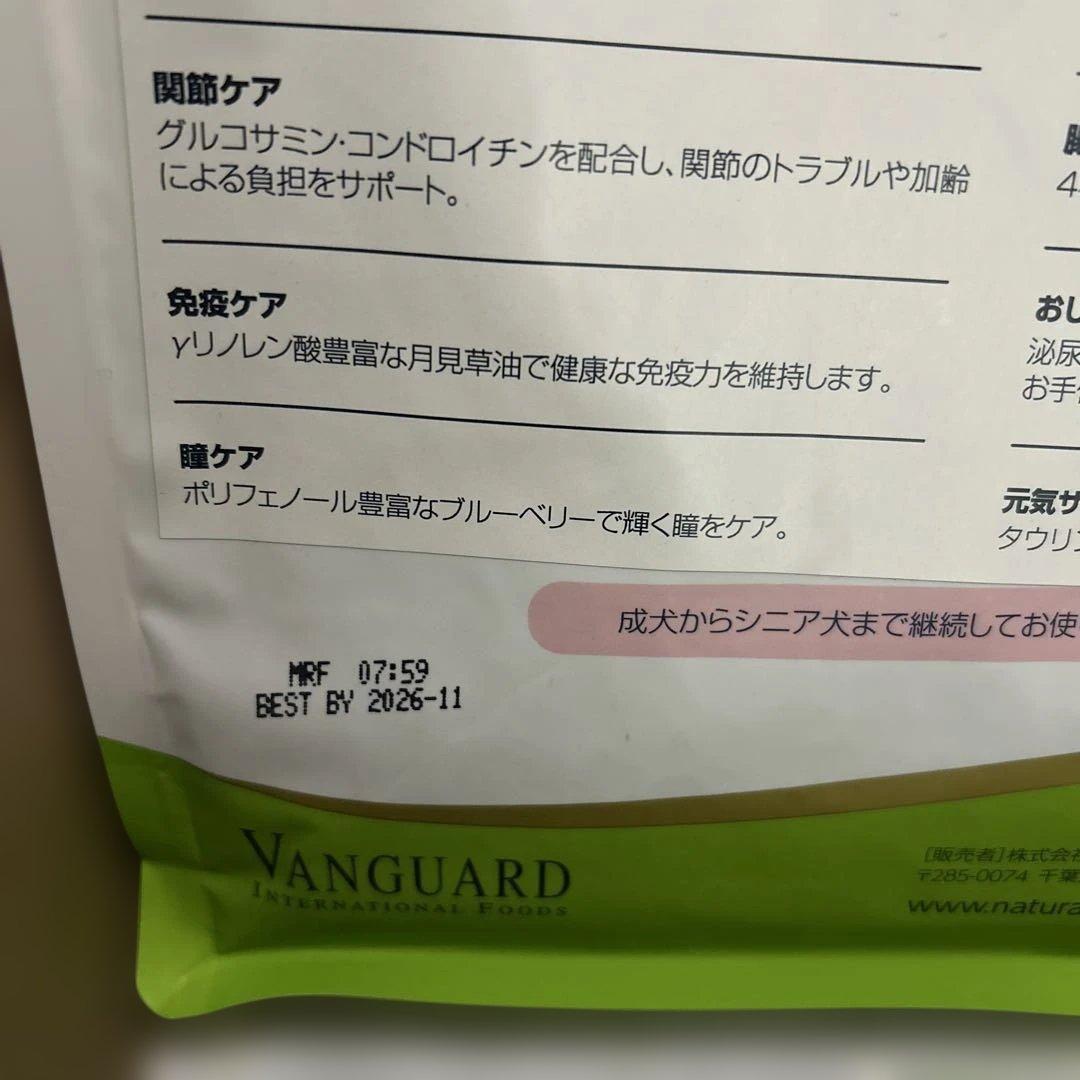 関節ケア
グルコサミン・コンドロイチンを配合し、関節のトラブルや加齢
による負担をサポート。
免疫ケア
γリノレン酸豊富な月見草油で健康な免疫力を維持します。
瞳ケア
ポリフェノール豊富なブルーベリーで輝く瞳をケア。
4
おし
泌尿
お手
元気サ
タウリン
成犬からシニア犬まで継続してお使
MRF 07:59
BEST BY 2026-11
VANGUARD
INTERNATIONAL FOODS
[販売者]株式会社
〒285-0074 千葉
www.natura